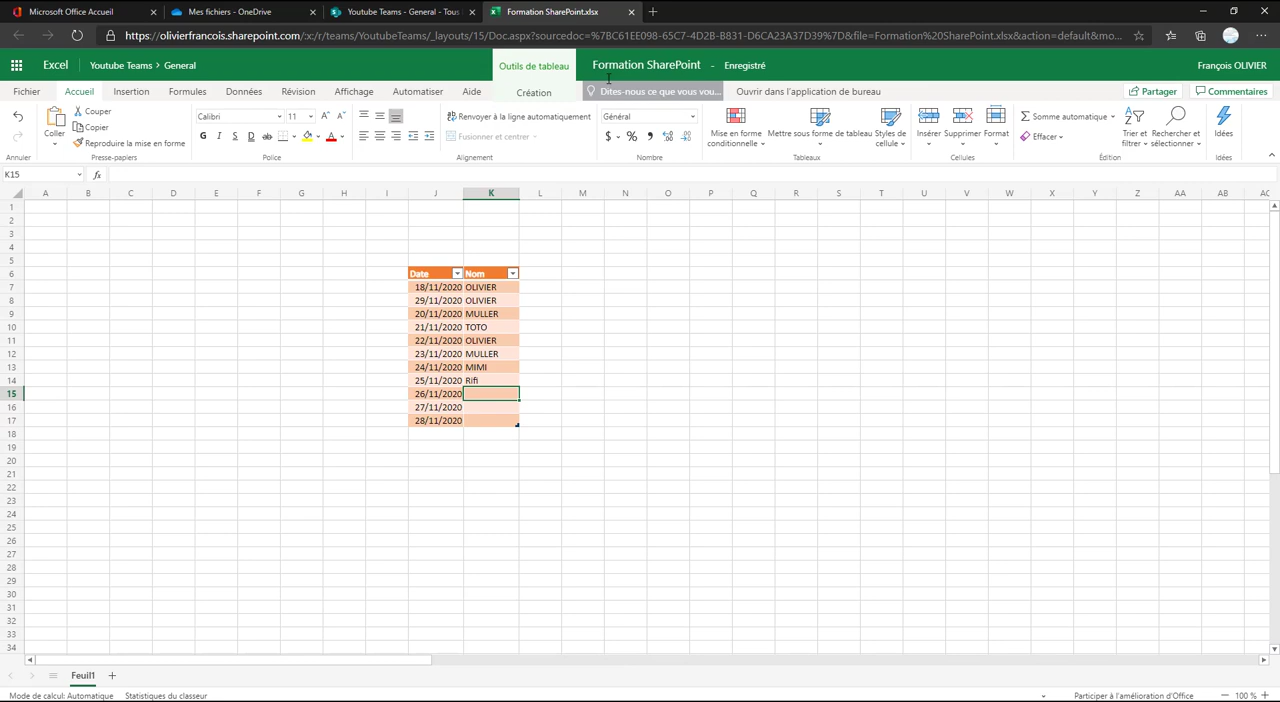 Microsoft Office Accueil
Mes fichiers - OneDrive
Youtube Teams - General - Tous
Formation SharePoint.xlsx
https://olivierfrancois.sharepoint.com/:x:/r/teams/YoutubeTeams/_layouts/15/Doc.aspx?sourcedoc=%7BC61EE098-65C7-4D2B-B831-D6CA23A37D39%7D&file=Formation%20SharePoint.xlsx&action=default&mo...
Excel
Youtube Teams > General
Outils de tableau
Formation SharePoint - Enregistré
François OLIVIER
Fichier Accueil Insertion Formules Données Révision Affichage Automatiser Aide Création
Dites-nous ce que vous vou...
Ouvrir dans l'application de bureau
Partager
Commentaires
Coller
Couper
Copier
Reproduire la mise en forme
Calibri 11
G I S D ab
Renvoyer à la ligne automatiquement
Fusionner et centrer
Général
$ % 
Mise en forme conditionnelle
Mettre sous forme de tableau
Styles de cellule
Insérer Supprimer Format
Somme automatique
Effacer
Trier et filtrer
Rechercher et sélectionner
Idées
Annuler Presse-papiers Police Alignement Nombre Tableaux Cellules Édition Idées
K15 fx
A B C D E F G H I J K L M N O P Q R S T U V W X Y Z AA AB AC
1
2
3
4
5
6 Date Nom
7 18/11/2020 OLIVIER
8 29/11/2020 OLIVIER
9 20/11/2020 MULLER
10 21/11/2020 TOTO
11 22/11/2020 OLIVIER
12 23/11/2020 MULLER
13 24/11/2020 MIMI
14 25/11/2020 Rifi
15 26/11/2020
16 27/11/2020
17 28/11/2020
18
19
20
21
22
23
24
25
26
27
28
29
30
31
32
33
34
Feuil1
Mode de calcul: Automatique
Statistiques du classeur
Participer à l'amélioration d'Office
100 %